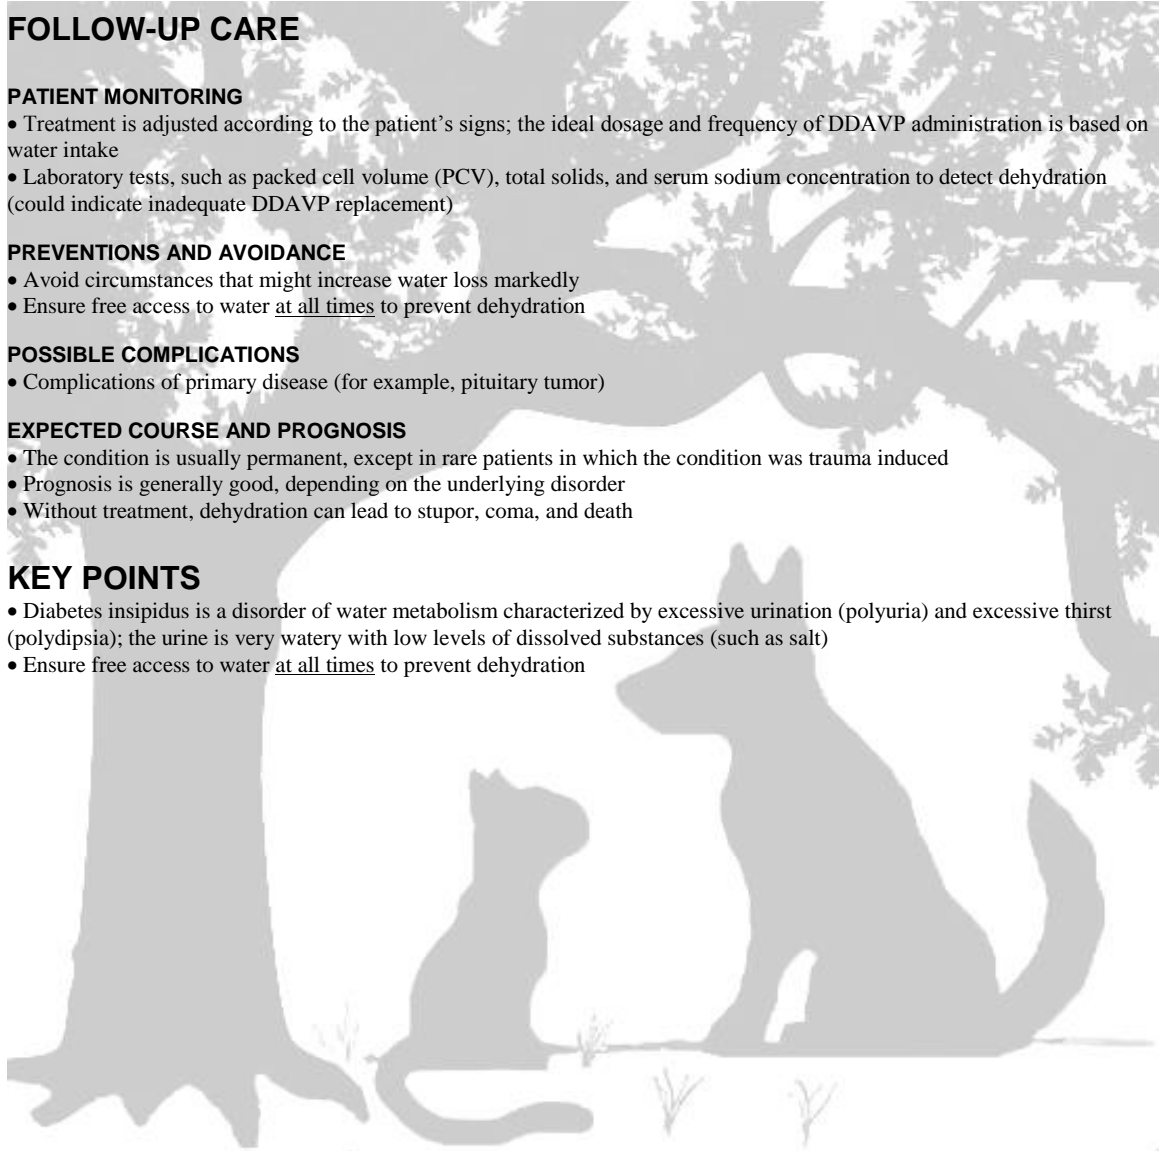 FOLLOW-UP CARE
PATIENT MONITORING
• Treatment is adjusted according to the patient’s signs; the ideal dosage and frequency of DDAVP administration is based on
water intake
• Laboratory tests, such as packed cell volume (PCV), total solids, and serum sodium concentration to detect dehydration
(could indicate inadequate DDAVP replacement)
PREVENTIONS AND AVOIDANCE
• Avoid circumstances that might increase water loss markedly
• Ensure free access to water at all times to prevent dehydration
POSSIBLE COMPLICATIONS
• Complications of primary disease (for example, pituitary tumor)
EXPECTED COURSE AND PROGNOSIS
• The condition is usually permanent, except in rare patients in which the condition was trauma induced
• Prognosis is generally good, depending on the underlying disorder
• Without treatment, dehydration can lead to stupor, coma, and death
KEY POINTS
• Diabetes insipidus is a disorder of water metabolism characterized by excessive urination (polyuria) and excessive thirst
(polydipsia); the urine is very watery with low levels of dissolved substances (such as salt)
• Ensure free access to water at all times to prevent dehydration